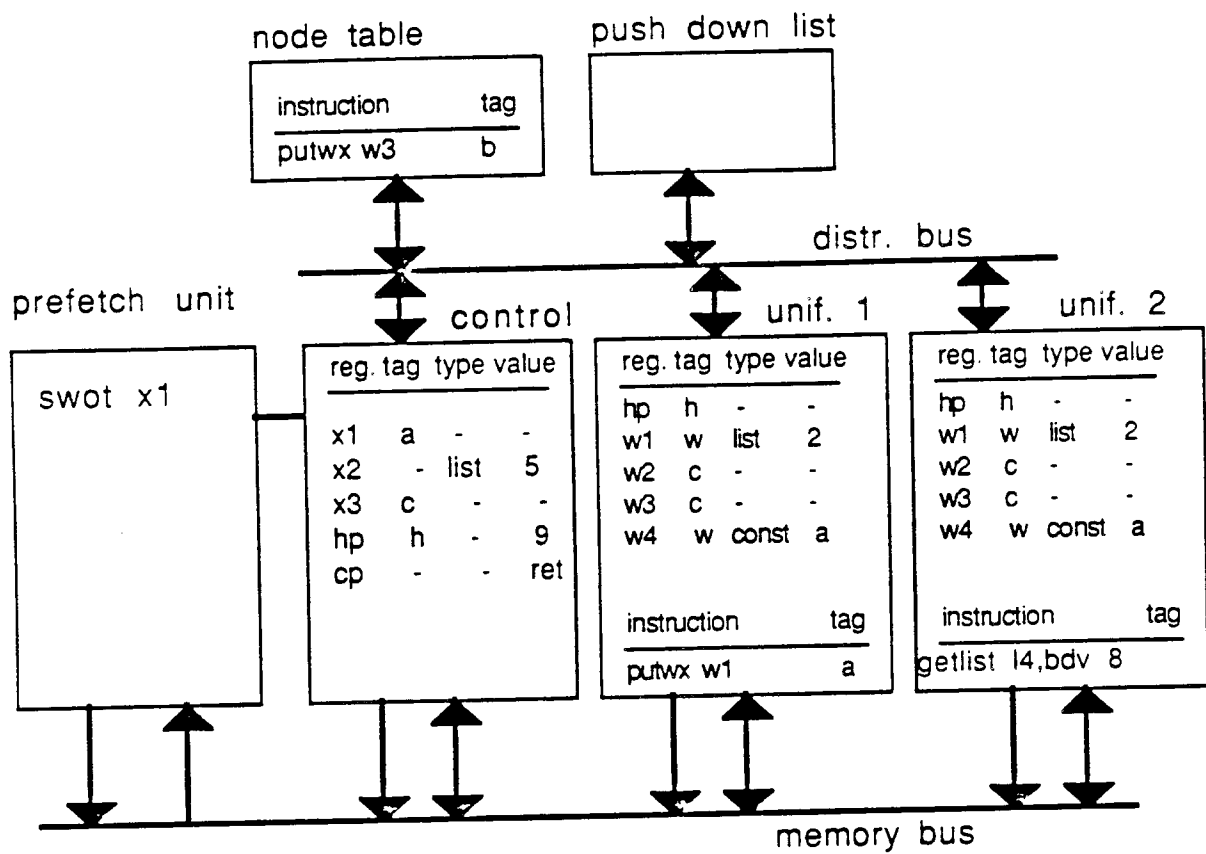 node table
push down list
instruction tag
putwx w3 b
distr. bus
prefetch unit
control
unif. 1
unif. 2
swot x1
reg. tag type value
x1 a - -
x2 - list 5
x3 c - -
hp h - 9
cp - - ret
reg. tag type value
hp h - -
w1 w list 2
w2 c - -
w3 c - -
w4 w const a
instruction tag
putwx w1 a
reg. tag type value
hp h - -
w1 w list 2
w2 c - -
w3 c - -
w4 w const a
instruction tag
getlist l4,bdv 8
memory bus